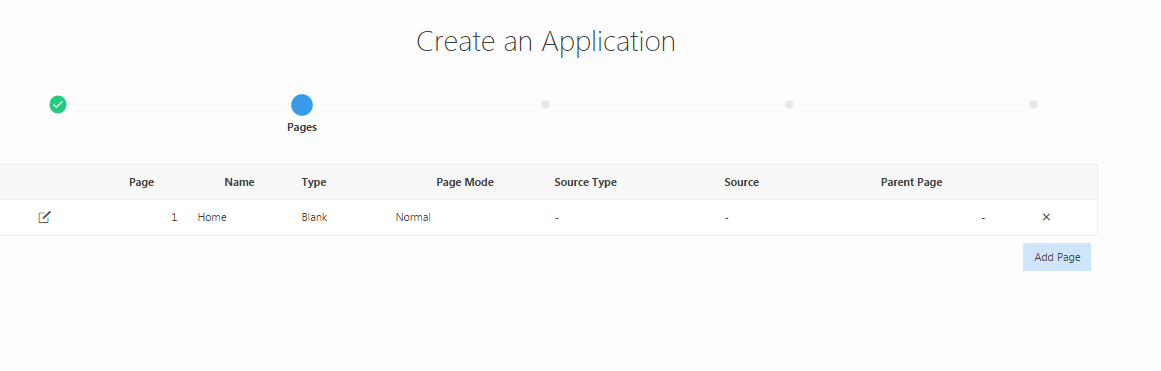 Create an Application
Pages
Page Name Type Page Mode Source Type Source Parent Page
1 Home Blank Normal - - -
Add Page